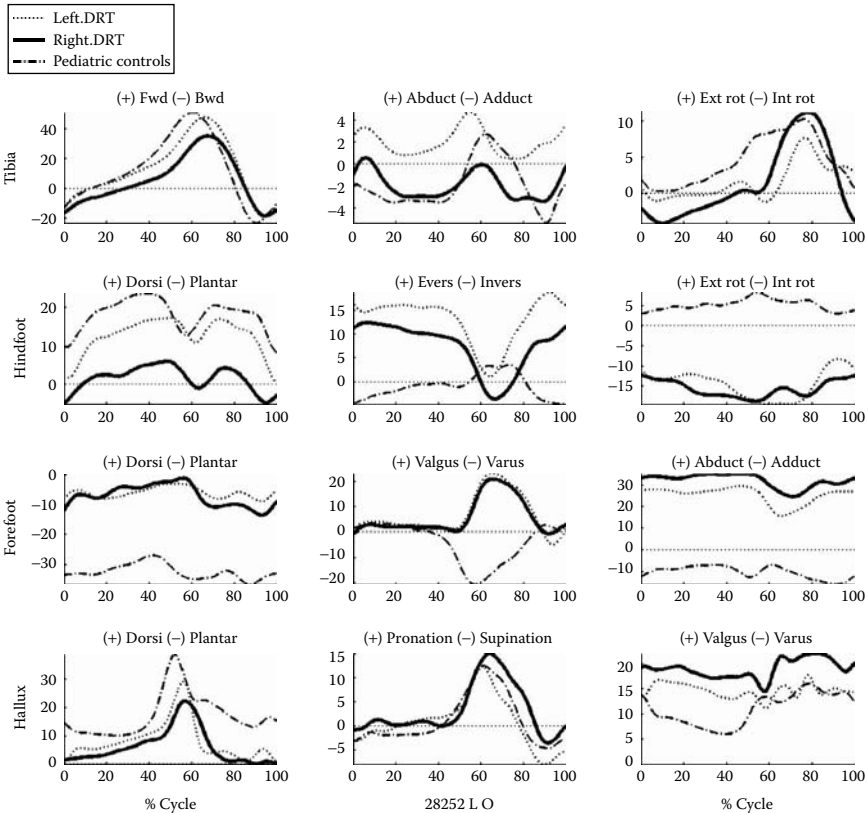 Left.DRT
Right.DRT
Pediatric controls
(+) Fwd (−) Bwd
(+) Abduct (−) Adduct
(+) Ext rot (−) Int rot
Tibia
40
20
0
−20
0 20 40 60 80 100
4
2
0
−2
−4
0 20 40 60 80 100
10
5
0
0 20 40 60 80 100
(+) Dorsi (−) Plantar
(+) Evers (−) Invers
(+) Ext rot (−) Int rot
Hindfoot
20
10
0
0 20 40 60 80 100
15
10
5
0
0 20 40 60 80 100
5
0
−5
−10
−15
0 20 40 60 80 100
(+) Dorsi (−) Plantar
(+) Valgus (−) Varus
(+) Abduct (−) Adduct
Forefoot
0
−10
−20
−30
0 20 40 60 80 100
20
10
0
−10
−20
0 20 40 60 80 100
30
20
10
0
−10
0 20 40 60 80 100
(+) Dorsi (−) Plantar
(+) Pronation (−) Supination
(+) Valgus (−) Varus
Hallux
30
20
10
0
0 20 40 60 80 100
15
10
5
0
−5
0 20 40 60 80 100
20
15
10
5
0
0 20 40 60 80 100
% Cycle
28252 L O
% Cycle